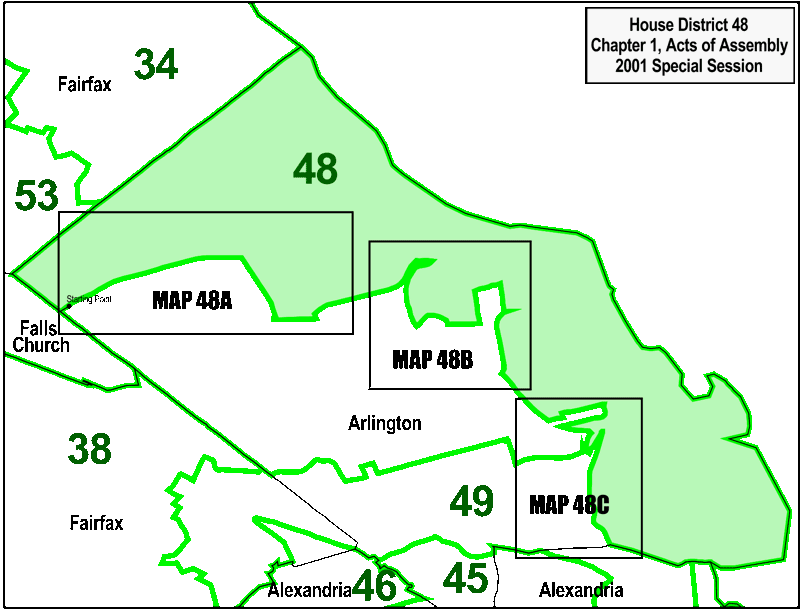 House District 48
Chapter 1, Acts of Assembly
2001 Special Session
34
Fairfax
48
53
Starting Point
MAP 48A
Falls
Church
MAP 48B
Arlington
38
49
MAP 48C
Fairfax
Alexandria
46
45
Alexandria